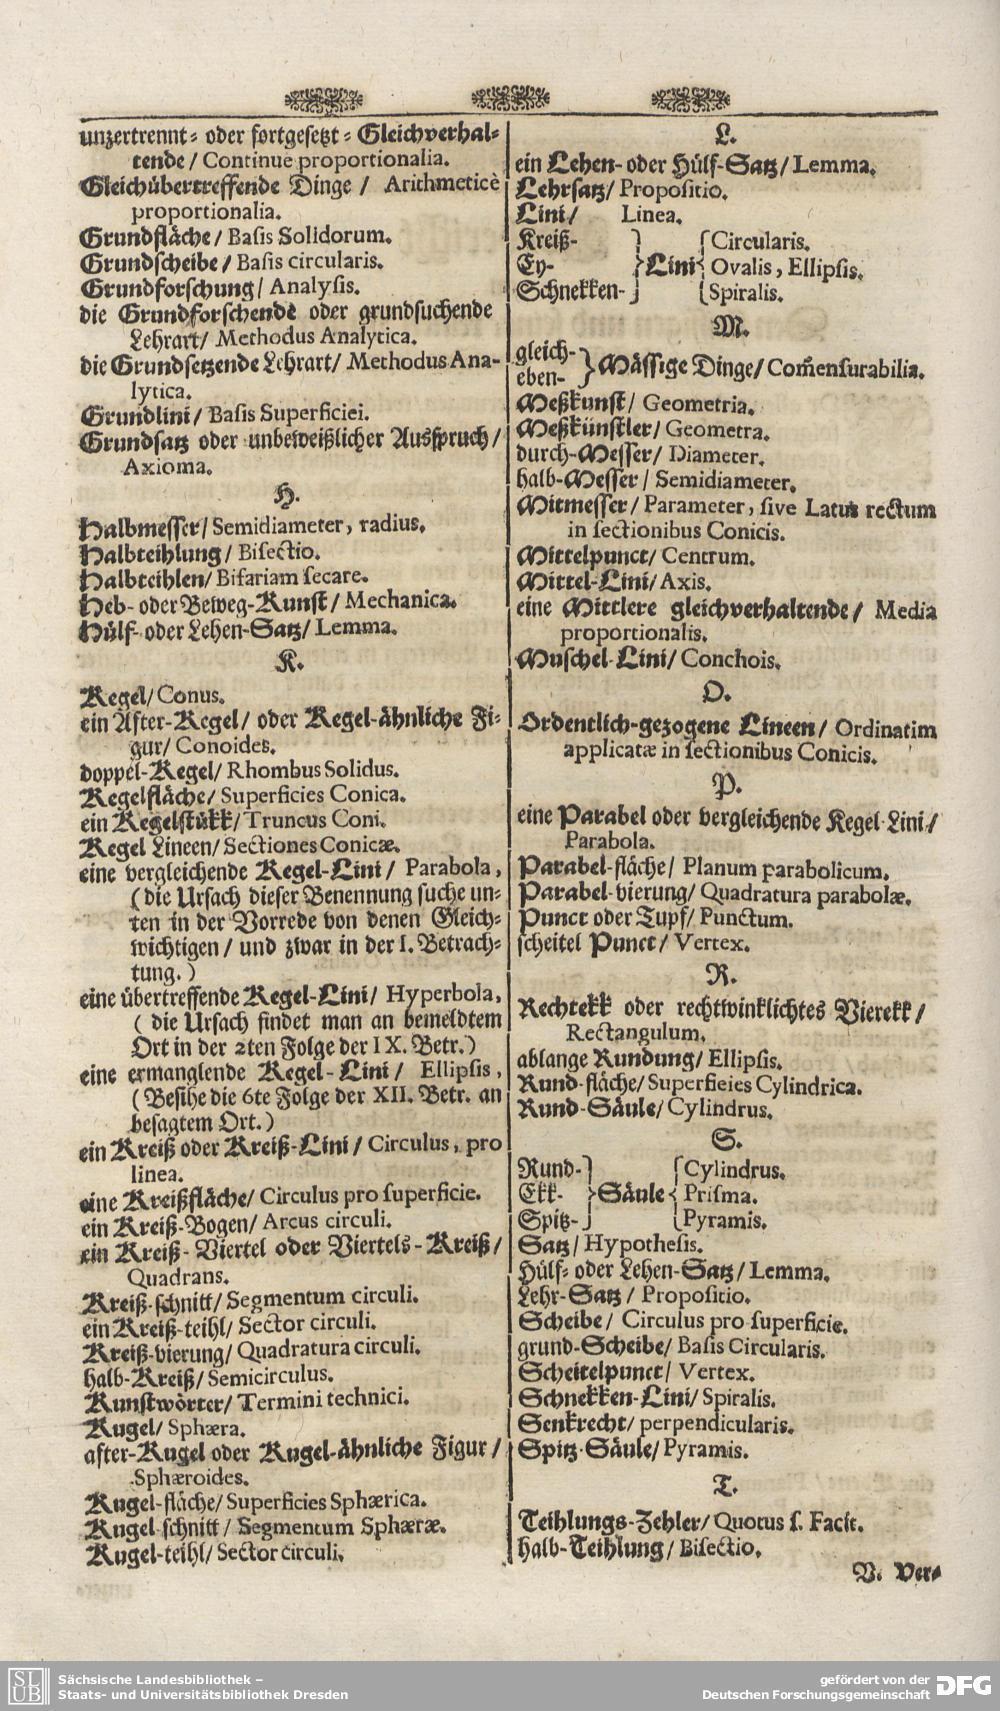 unzertrennt- oder fortgesetzt-Gleichverhal-
tende / Continuè proportionalia.
Gleichübertreffende Dinge / Arithmeticè
proportionalia.
Grundfläche / Basis Solidorum.
Grundscheibe / Basis circularis.
Grundforschung / Analysis.
die Grundforschende oder grundsuchende
Lehrart / Methodus Analytica.
die Grundsetzende Lehrart / Methodus Ana-
lytica.
Grundlini / Basis Superficiei.
Grundsatz oder unbeweißlicher Ausspruch /
Axioma.
H.
Halbmesser / Semidiameter, radius.
Halbteihlung / Bisectio.
Halbteihlen / Bifariam secare.
Heb- oder Beweg-Kunst / Mechanica.
Hülf- oder Lehen-Satz / Lemma.
K.
Kegel / Conus.
ein After-Kegel / oder Kegel-ähnliche Fi-
gur / Conoides.
doppel-Kegel / Rhombus Solidus.
Kegelfläche / Superficies Conica.
ein Kegelstükk / Truncus Coni.
Kegel Lineen / Sectiones Conicæ.
eine vergleichende Kegel-Lini / Parabola,
(die Ursach dieser Benennung suche un-
ten in der Vorrede von denen Gleich-
wichtigen / und zwar in der I. Betrach-
tung.)
eine übertreffende Kegel-Lini / Hyperbola,
(die Ursach findet man an bemeldtem
Ort in der 2ten Folge der IX. Betr.)
eine ermanglende Kegel-Lini / Ellipsis,
(Besihe die 6te Folge der XII. Betr. an
besagtem Ort.)
ein Kreiß oder Kreiß-Lini / Circulus, pro
linea.
eine Kreißfläche / Circulus pro superficie.
ein Kreiß-Bogen / Arcus circuli.
ein Kreiß-Viertel oder Viertels-Kreiß /
Quadrans.
Kreiß-schnitt / Segmentum circuli.
ein Kreiß-teihl / Sector circuli.
Kreiß-vierung / Quadratura circuli.
halb-Kreiß / Semicirculus.
Kunstwörter / Termini technici.
Kugel / Sphæra.
after-Kugel oder Kugel-ähnliche Figur /
Sphæroides.
Kugel-fläche / Superficies Sphærica.
Kugel schnitt / Segmentum Sphæræ.
Kugel-teihl / Sector circuli.
L.
ein Lehen- oder Hülf-Satz / Lemma.
Lehrsatz / Propositio.
Lini / Linea.
Kreiß- } { Circularis.
Ey- } Lini { Ovalis, Ellipsis.
Schnekken- } { Spiralis.
M.
gleich- }
eben- } Mässige Dinge / Com̃ensurabilia.
Meßkunst / Geometria.
Meßkünstler / Geometra.
durch-Messer / Diameter.
halb-Messer / Semidiameter.
Mitmesser / Parameter, sive Latus rectum
in sectionibus Conicis.
Mittelpunct / Centrum.
Mittel-Lini / Axis.
eine Mittlere gleichverhaltende / Media
proportionalis.
Muschel-Lini / Conchois.
O.
Ordentlich-gezogene Lineen / Ordinatim
applicatæ in sectionibus Conicis.
P.
eine Parabel oder vergleichende Kegel-Lini /
Parabola.
Parabel-fläche / Planum parabolicum.
Parabel-vierung / Quadratura parabolæ.
Punct oder Tupf / Punctum.
scheitel Punct / Vertex.
R.
Rechtekk oder rechtwinklichtes Vierekk /
Rectangulum.
ablange Rundung / Ellipsis.
Rund-fläche / Superfieies Cylindrica.
Rund-Säule / Cylindrus.
S.
Rund- } { Cylindrus.
Ekk- } Säule { Prisma.
Spitz- } { Pyramis.
Satz / Hypothesis.
Hülf- oder Lehen-Satz / Lemma.
Lehr-Satz / Propositio.
Scheibe / Circulus pro superficie.
grund-Scheibe / Basis Circularis.
Scheitelpunct / Vertex.
Schnekken-Lini / Spiralis.
Senkrecht / perpendicularis.
Spitz-Säule / Pyramis.
T.
Teihlungs-Zehler / Quotus s. Facit.
halb-Teihlung / Bisectio.
V. Ver-
SLUB
Sächsische Landesbibliothek –
Staats- und Universitätsbibliothek Dresden
gefördert von der
Deutschen Forschungsgemeinschaft
DFG